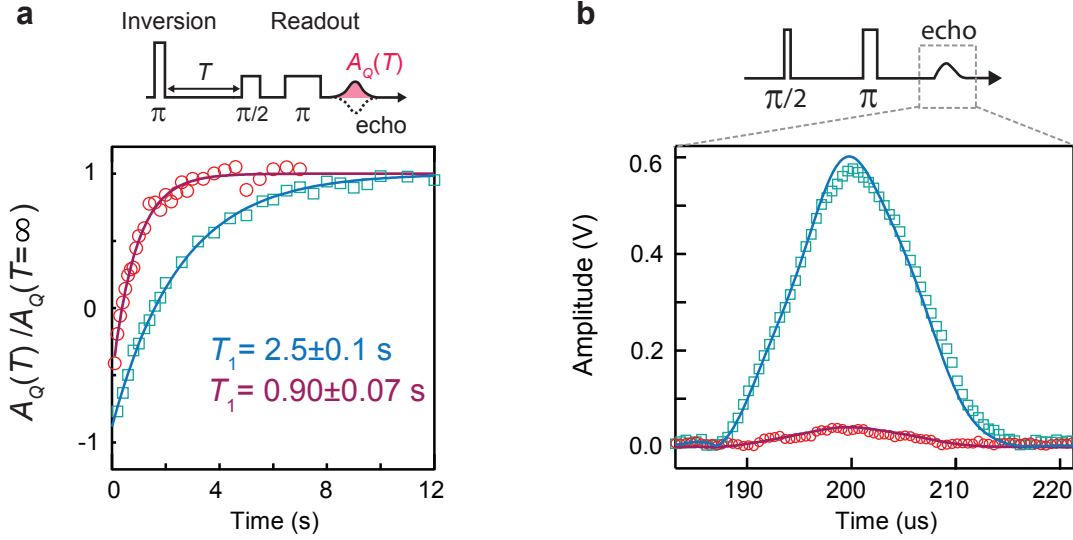 a
Inversion Readout
T
A_Q(T)
π π/2 π echo
A_Q(T) /A_Q(T=∞)
1
0
-1
T_1= 2.5±0.1 s
T_1= 0.90±0.07 s
0 4 8 12
Time (s)
b
echo
π/2 π
Amplitude (V)
0.6
0.4
0.2
0.0
190 200 210 220
Time (us)